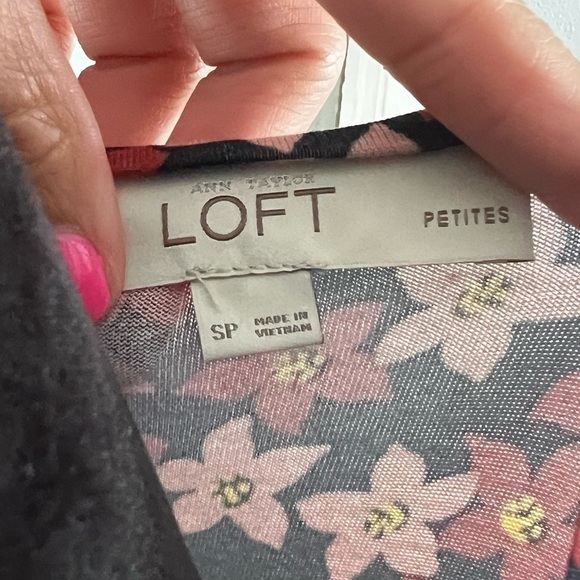 ANN TAYLOR
LOFT
PETITES
SP
MADE IN
VIETNAM